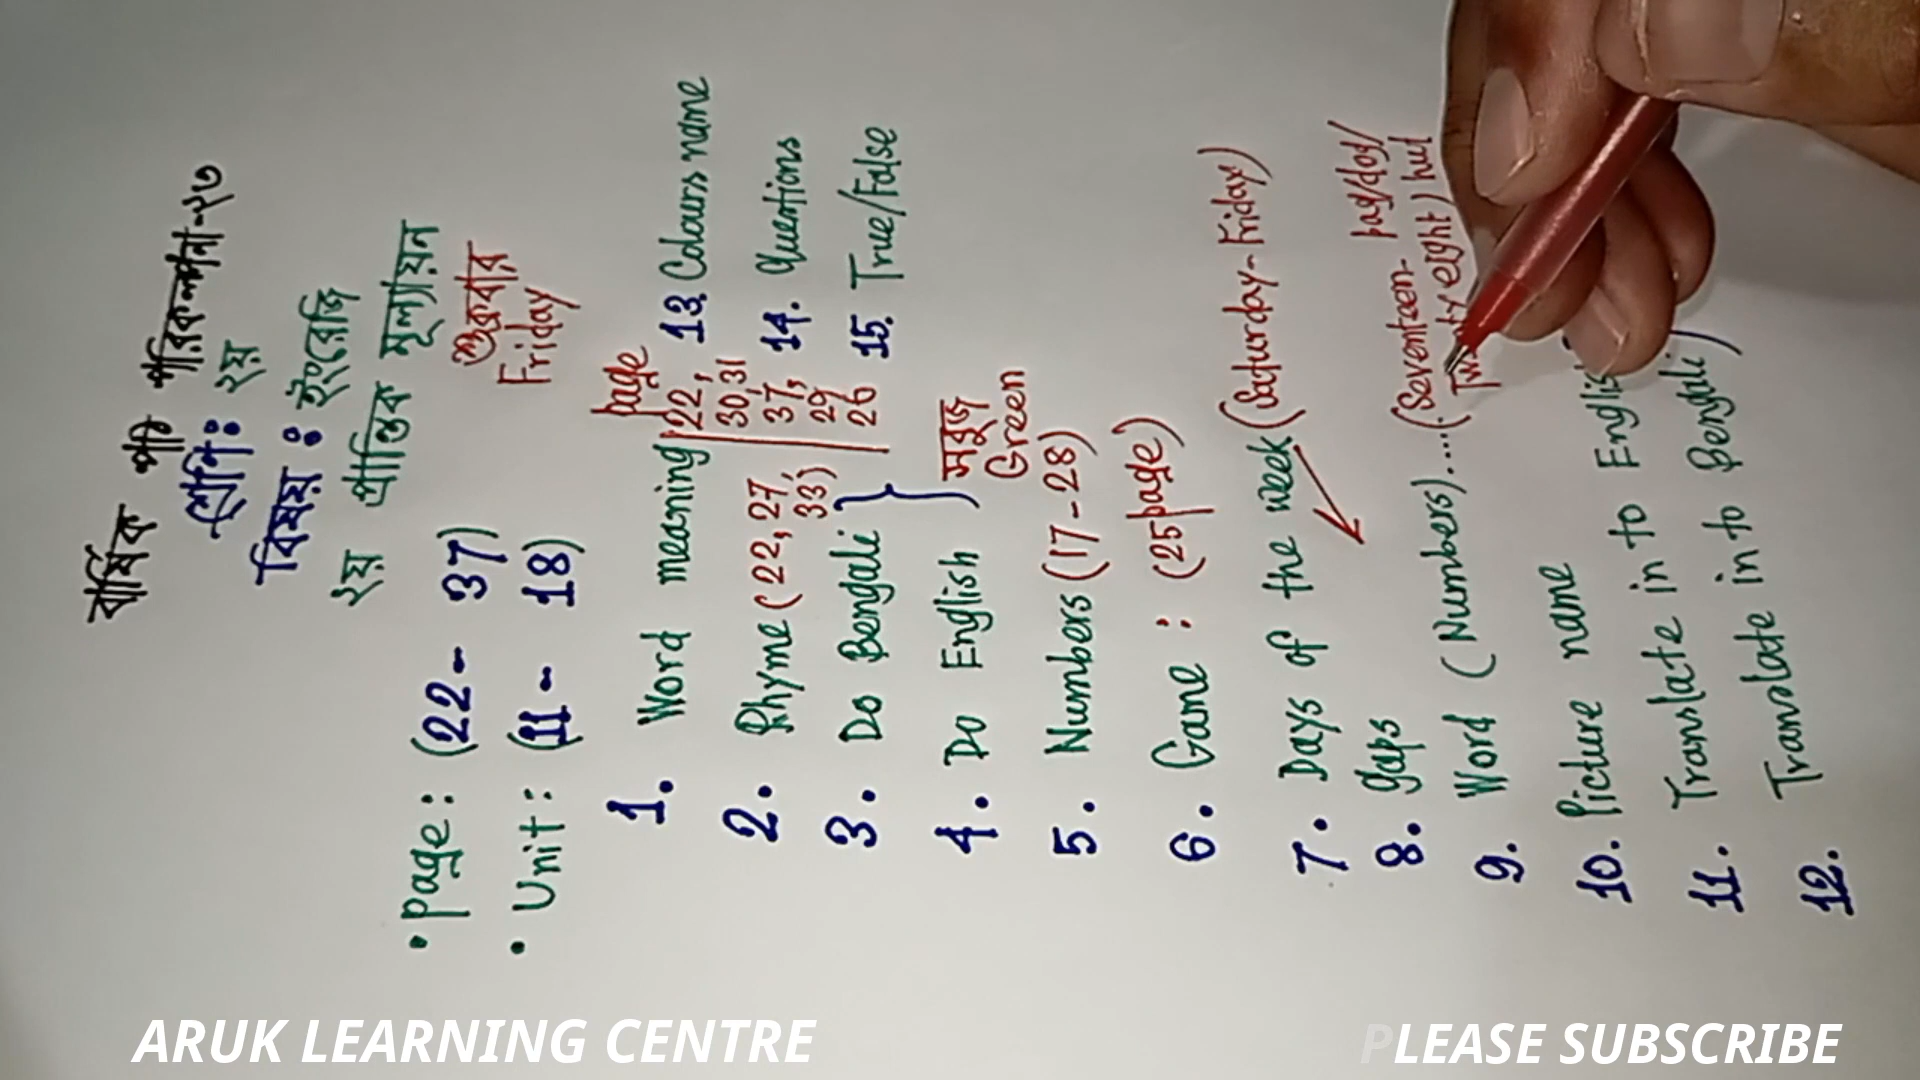 বার্ষিক পাঠ পরিকল্পনা-২৩
শ্রেণি: ২য়
বিষয়: ইংরেজি
২য় প্রান্তিক মূল্যায়ন
• Page: (22 - 37)
শুক্রবার
• Unit: (11 - 18)
Friday
page
1. Word meaning 22, 30, 31
13. Colours name
2. Rhyme (22, 27, 33) 37, 29
14. Questions
3. Do Bengali 26
15. True/False
4. Do English
সবুজ
Green
5. Numbers (17-28)
6. Game : (25 page)
7. Days of the week (Saturday-Friday)
8. Gaps
9. Word (Numbers).... (Seventeen-
eight)
10. Picture name
11. Translate in to English
12. Translate in to Bengali)
ARUK LEARNING CENTRE
PLEASE SUBSCRIBE